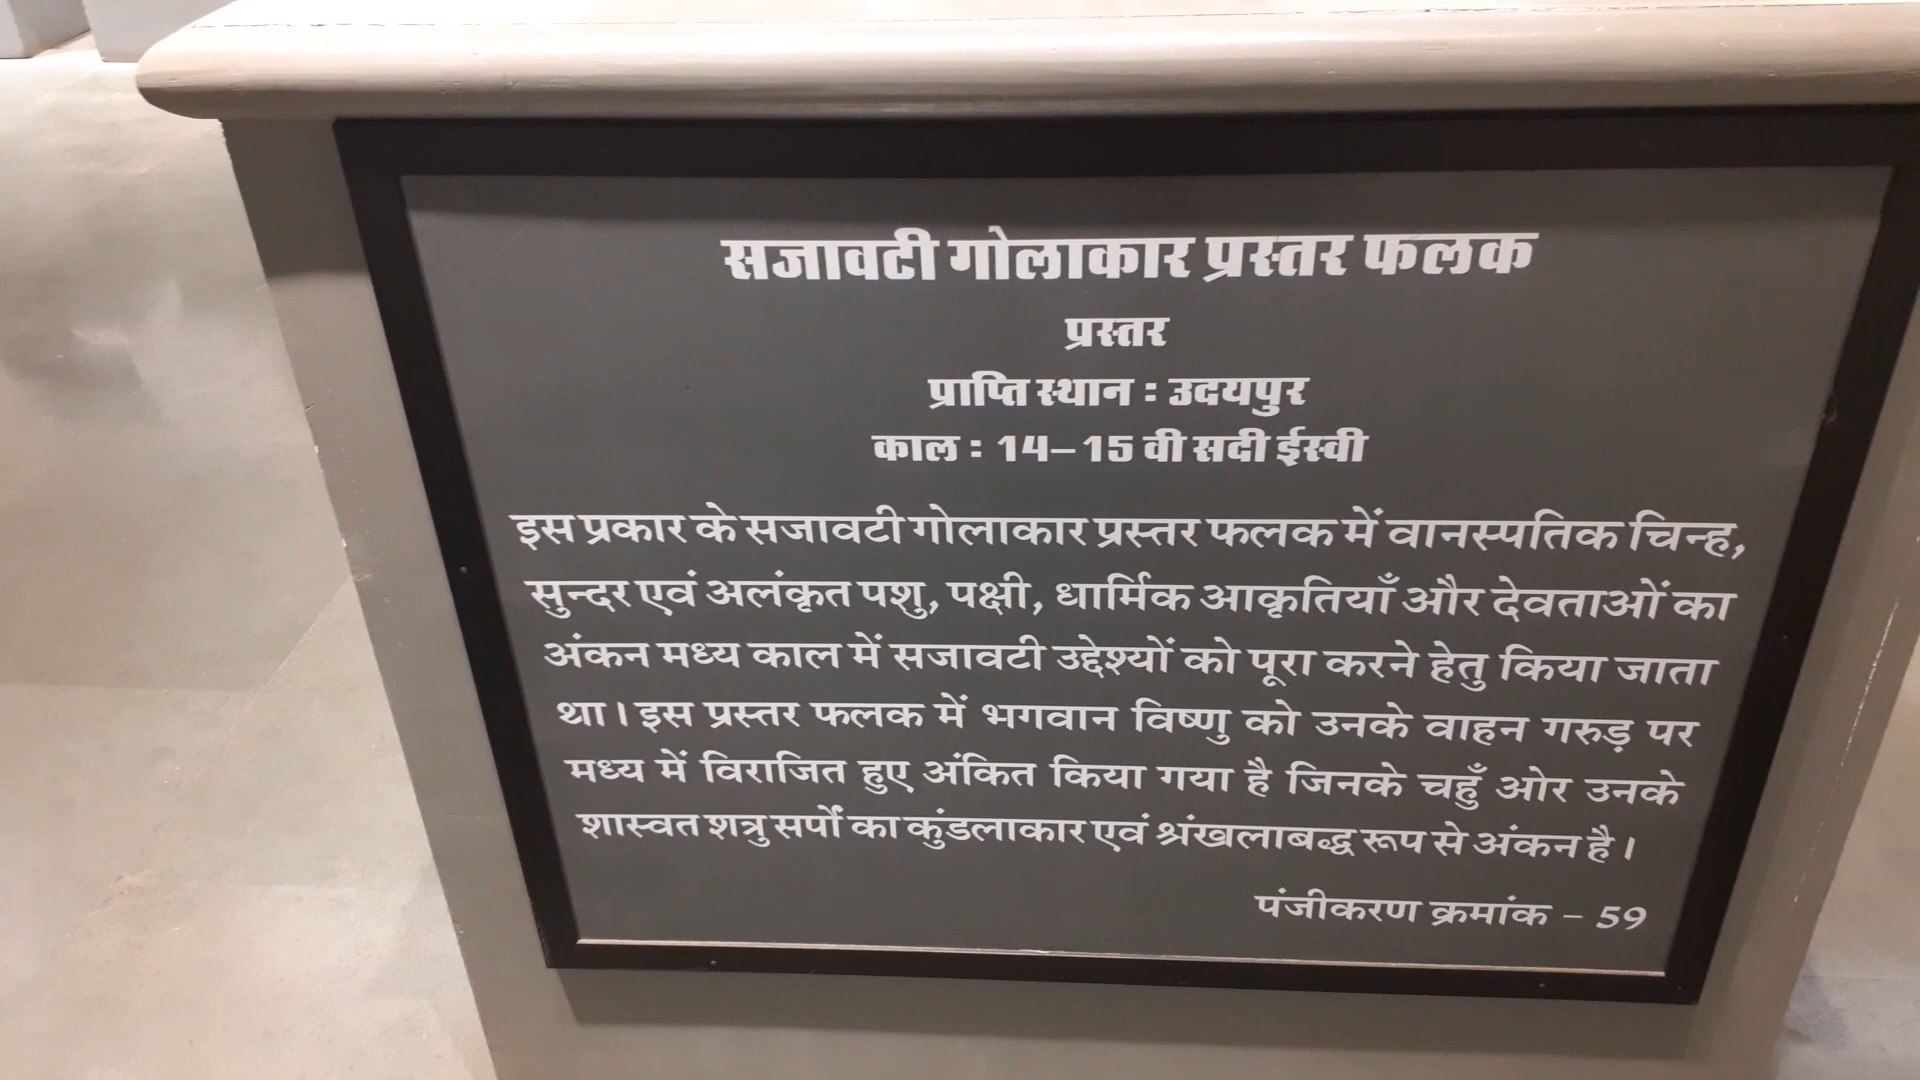 सजावटी गोलाकार प्रस्तर फलक
प्रस्तर
प्राप्ति स्थान : उदयपुर
काल : 14–15 वी सदी ईस्वी
इस प्रकार के सजावटी गोलाकार प्रस्तर फलक में वानस्पतिक चिन्ह,
सुन्दर एवं अलंकृत पशु, पक्षी, धार्मिक आकृतियाँ और देवताओं का
अंकन मध्य काल में सजावटी उद्देश्यों को पूरा करने हेतु किया जाता
था। इस प्रस्तर फलक में भगवान विष्णु को उनके वाहन गरुड़ पर
मध्य में विराजित हुए अंकित किया गया है जिनके चहुँ ओर उनके
शास्वत शत्रु सर्पों का कुंडलाकार एवं श्रंखलाबद्ध रूप से अंकन है।
पंजीकरण क्रमांक – 59